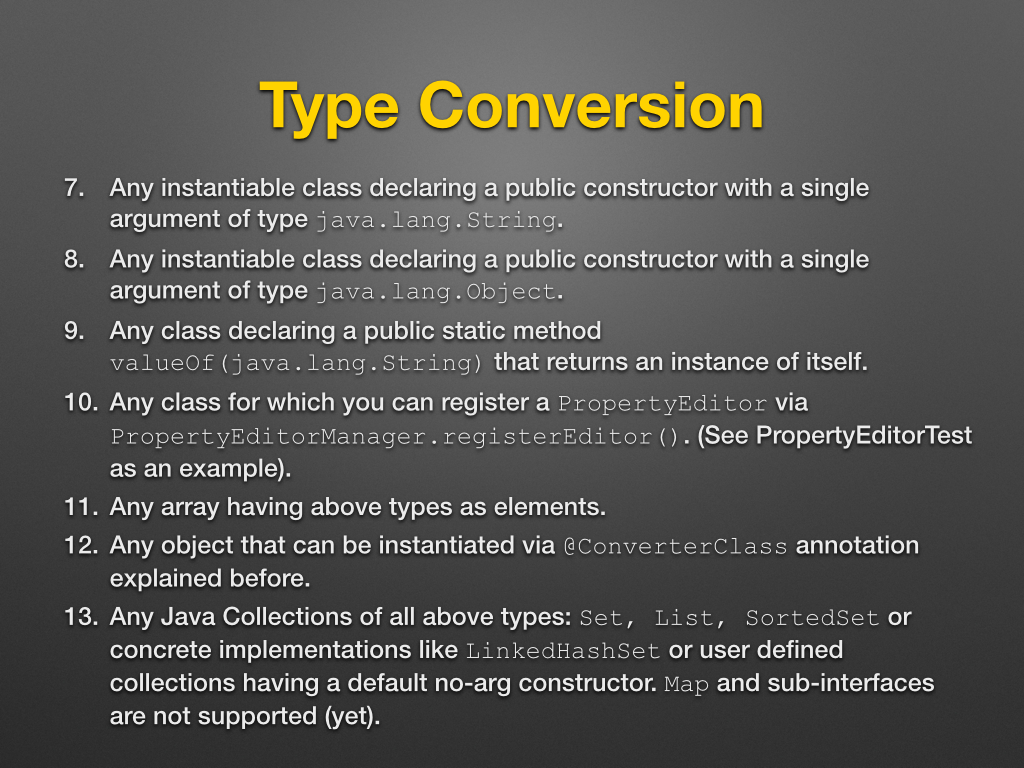 Type Conversion
7. Any instantiable class declaring a public constructor with a single
argument of type java.lang.String.
8. Any instantiable class declaring a public constructor with a single
argument of type java.lang.Object.
9. Any class declaring a public static method
valueOf(java.lang.String) that returns an instance of itself.
10. Any class for which you can register a PropertyEditor via
PropertyEditorManager.registerEditor(). (See PropertyEditorTest
as an example).
11. Any array having above types as elements.
12. Any object that can be instantiated via @ConverterClass annotation
explained before.
13. Any Java Collections of all above types: Set, List, SortedSet or
concrete implementations like LinkedHashSet or user defined
collections having a default no-arg constructor. Map and sub-interfaces
are not supported (yet).